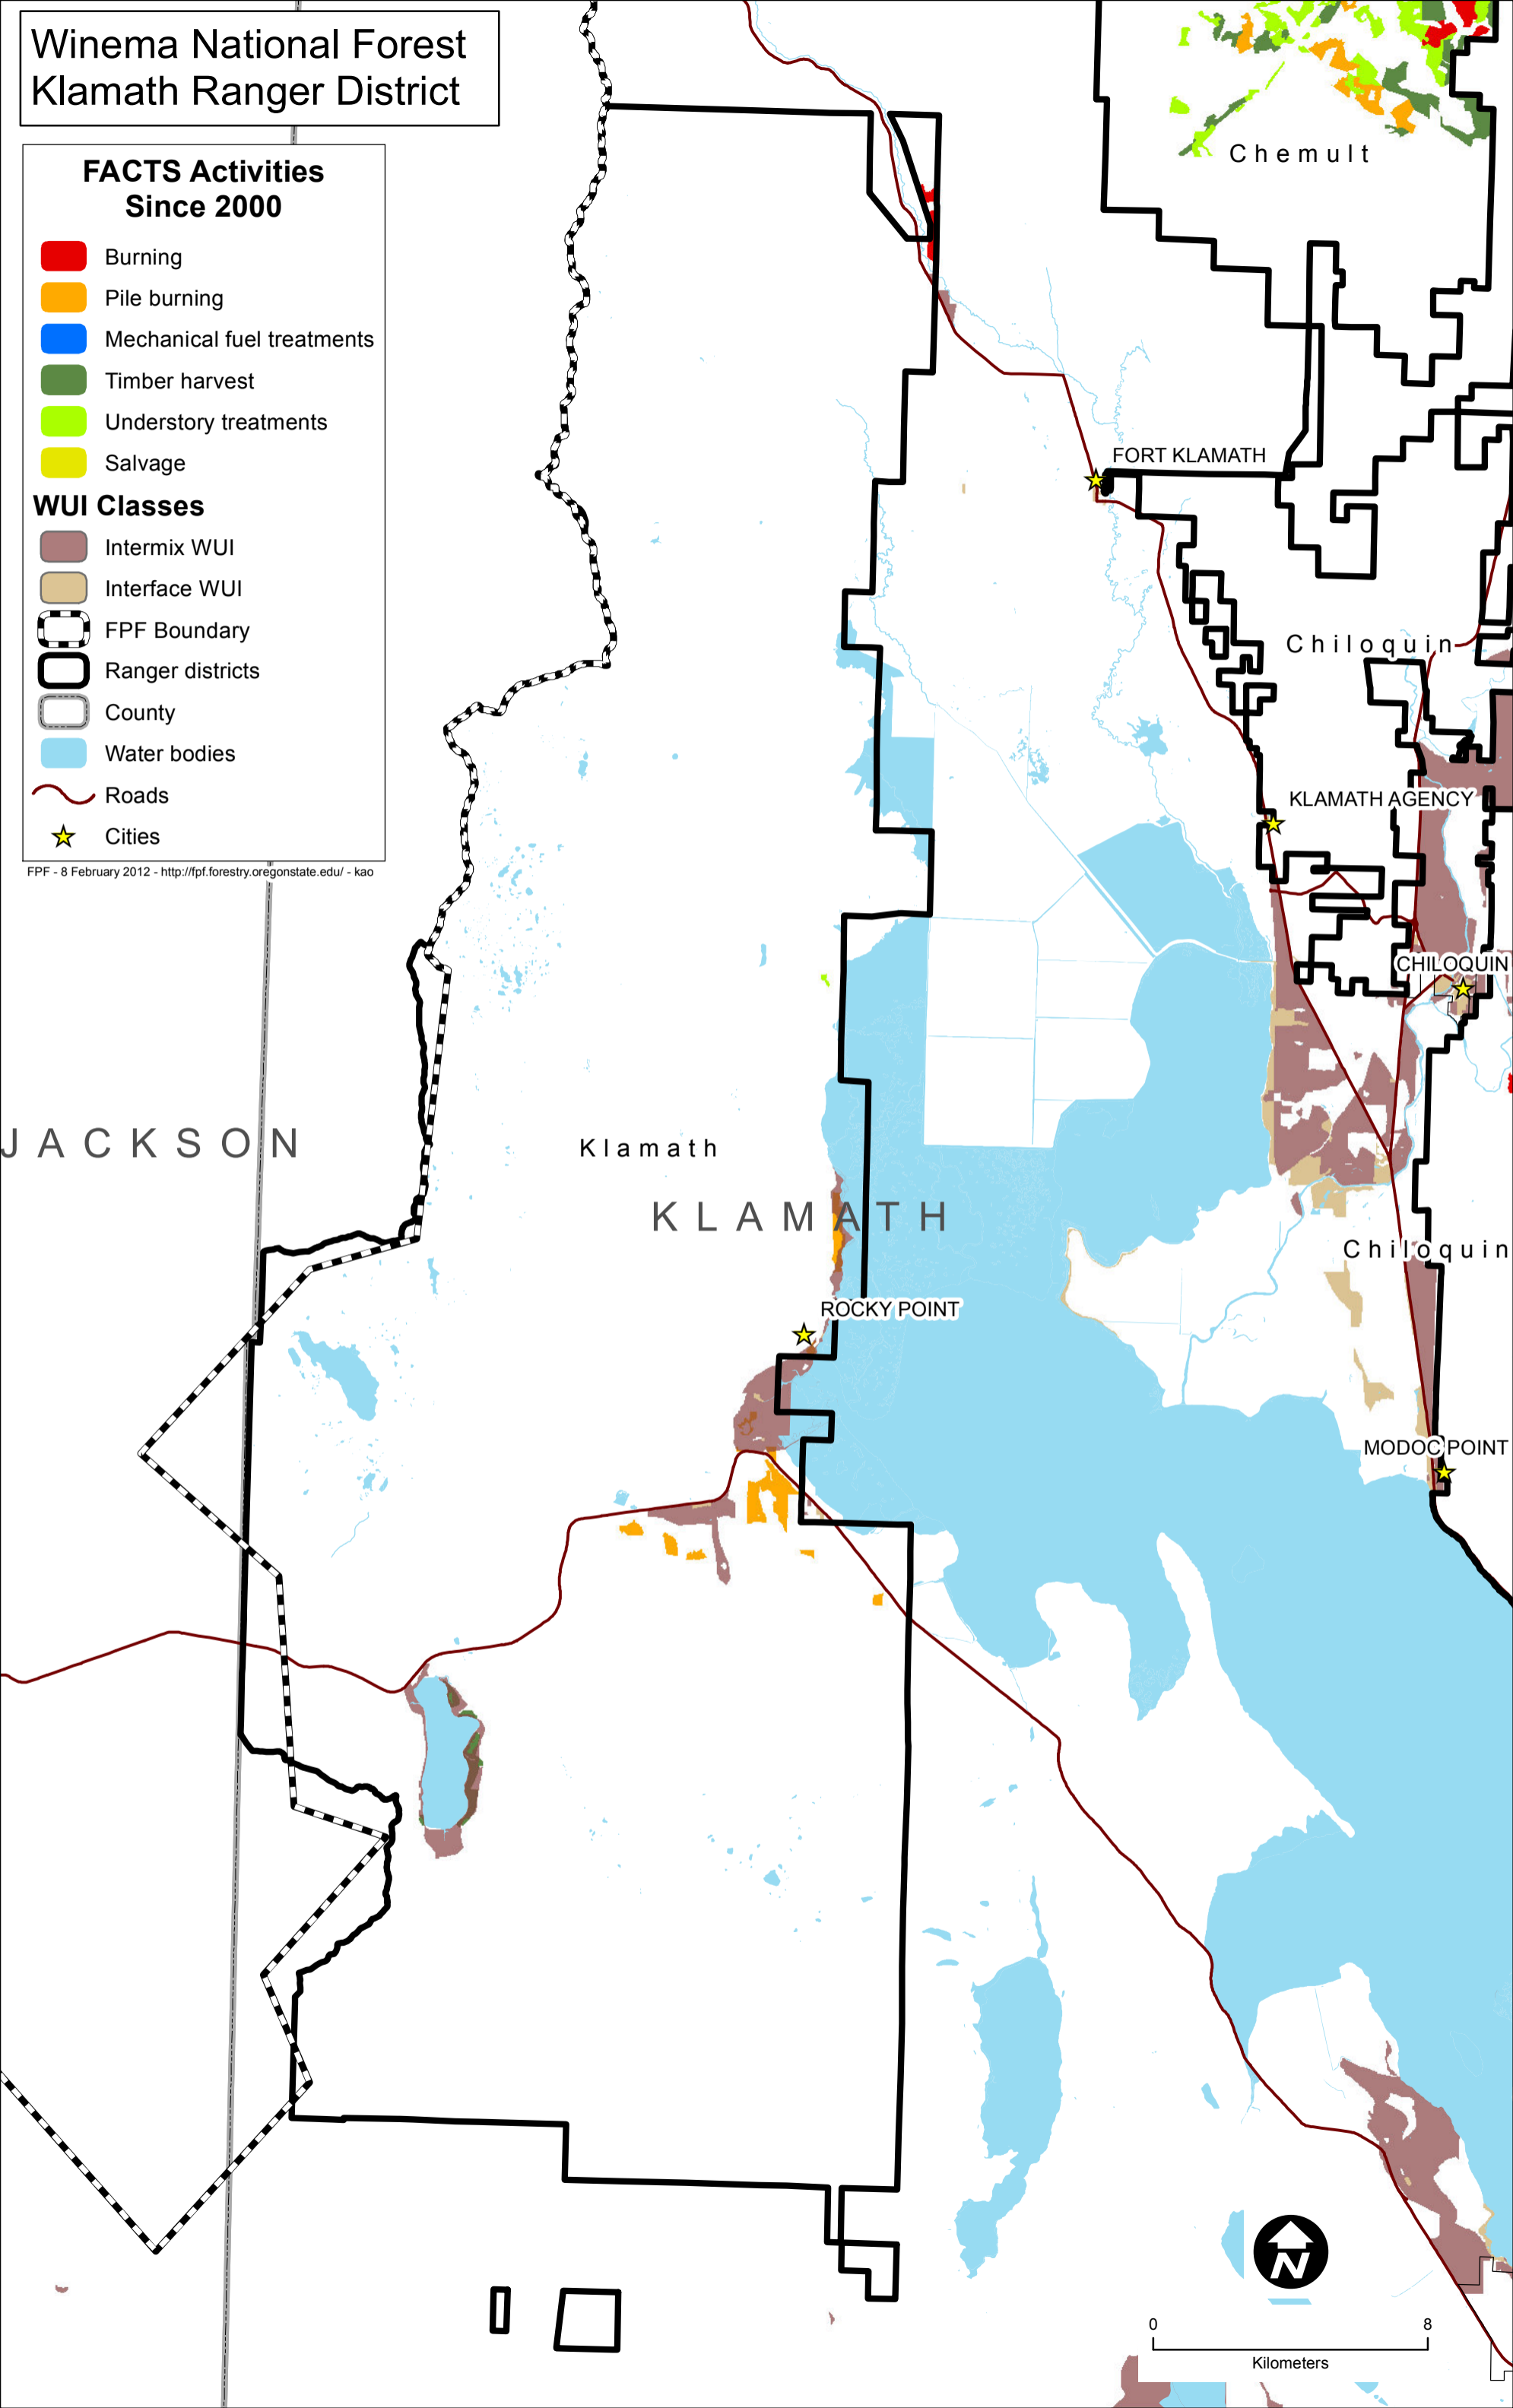 Winema National Forest
Klamath Ranger District
FACTS Activities
Since 2000
Burning
Pile burning
Mechanical fuel treatments
Timber harvest
Understory treatments
Salvage
WUI Classes
Intermix WUI
Interface WUI
FPF Boundary
Ranger districts
County
Water bodies
Roads
Cities
FPF - 8 February 2012 - http://fpf.forestry.oregonstate.edu/ - kao
Chemult
FORT KLAMATH
Chiloquin
KLAMATH AGENCY
CHILOQUIN
JACKSON
Klamath
KLAMATH
Chiloquin
ROCKY POINT
MODOC POINT
N
0 8
Kilometers